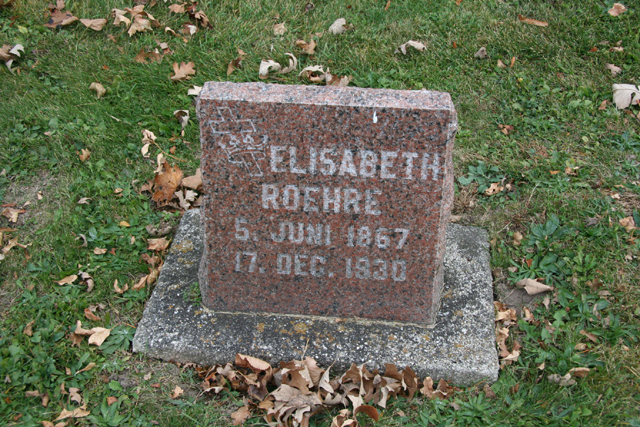 ELISABETH
ROEHRE
5. JUNI 1867
17. DEC. 1930